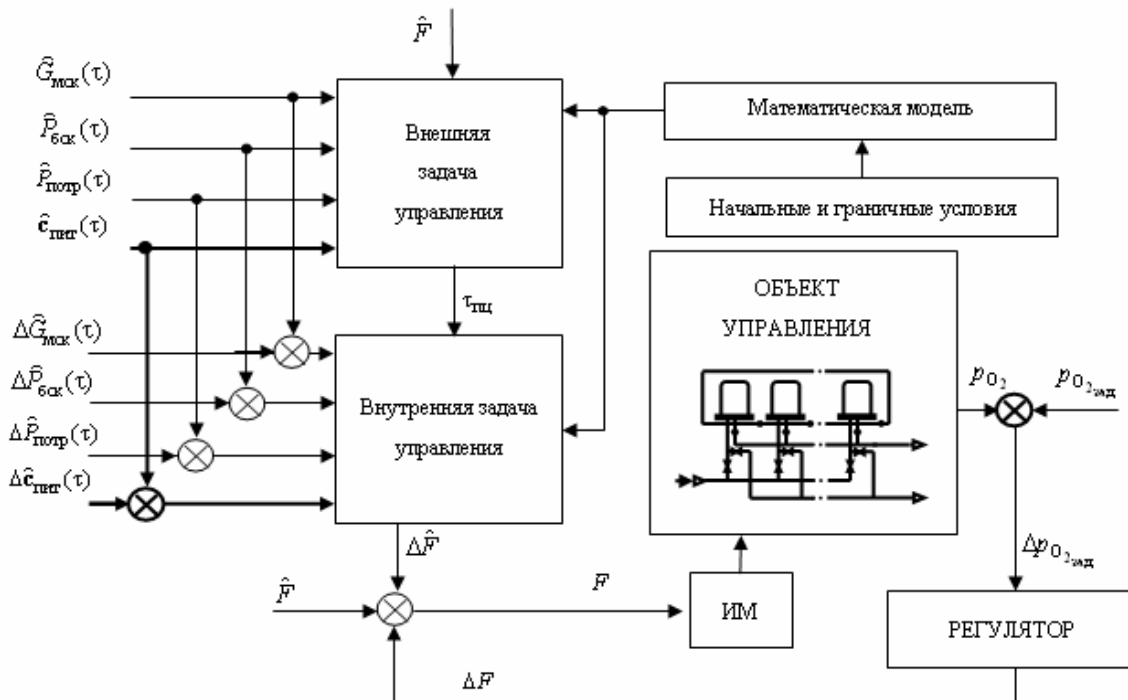 F̂
Ĝмск(τ)
P̂бск(τ)
P̂потр(τ)
ĉпит(τ)
Внешняя
задача
управления
Математическая модель
Начальные и граничные условия
τпц
ΔĜмск(τ)
ΔP̂бск(τ)
ΔP̂потр(τ)
Δĉпит(τ)
Внутренняя задача
управления
ОБЪЕКТ
УПРАВЛЕНИЯ
pO₂
pO₂зад
ΔF̂
ΔpO₂зад
F̂
F
ИМ
РЕГУЛЯТОР
ΔF